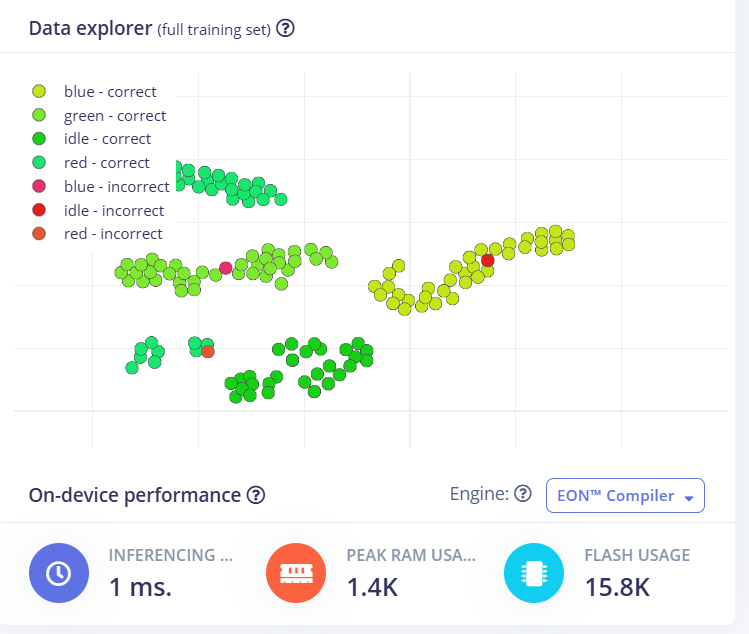 Data explorer (full training set) ?
blue - correct
green - correct
idle - correct
red - correct
blue - incorrect
idle - incorrect
red - incorrect
On-device performance ?
Engine: ?
EON™ Compiler
INFERENCING ...
PEAK RAM USA...
FLASH USAGE
1 ms.
1.4K
15.8K